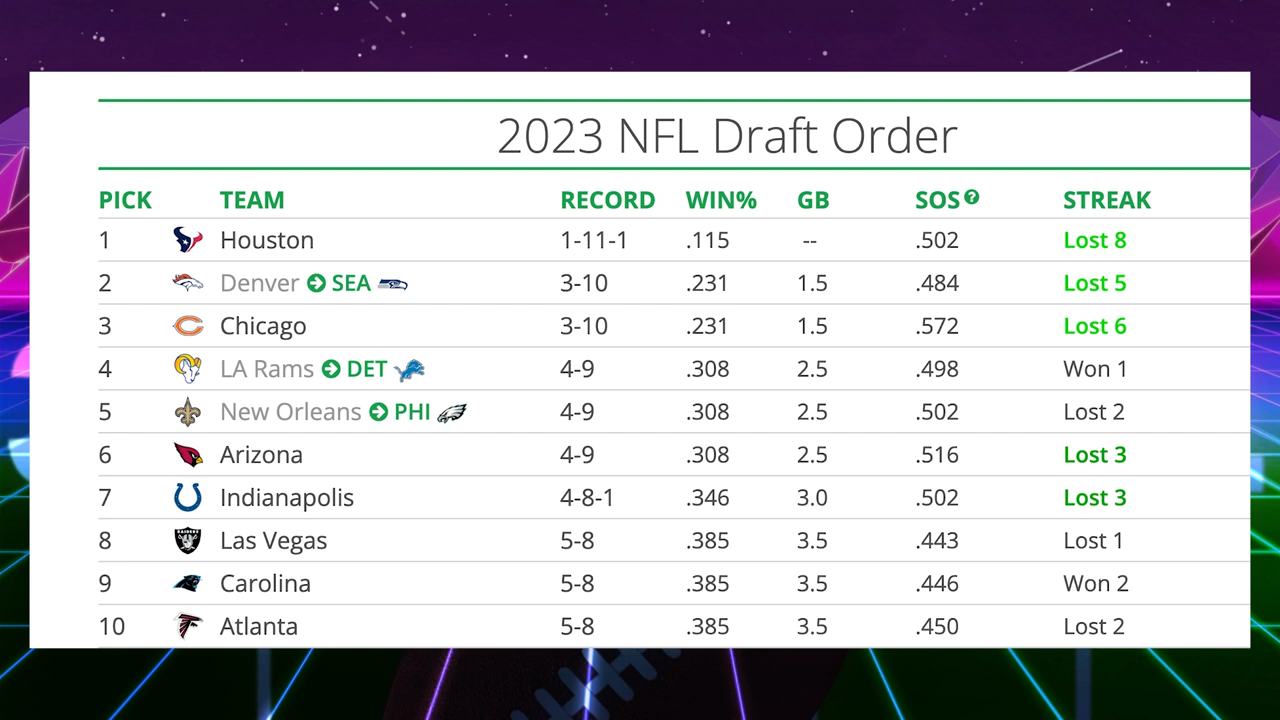 2023 NFL Draft Order
PICK TEAM RECORD WIN% GB SOS ? STREAK
1 Houston 1-11-1 .115 -- .502 Lost 8
2 Denver SEA 3-10 .231 1.5 .484 Lost 5
3 Chicago 3-10 .231 1.5 .572 Lost 6
4 LA Rams DET 4-9 .308 2.5 .498 Won 1
5 New Orleans PHI 4-9 .308 2.5 .502 Lost 2
6 Arizona 4-9 .308 2.5 .516 Lost 3
7 Indianapolis 4-8-1 .346 3.0 .502 Lost 3
8 RAIDERS Las Vegas 5-8 .385 3.5 .443 Lost 1
9 Carolina 5-8 .385 3.5 .446 Won 2
10 Atlanta 5-8 .385 3.5 .450 Lost 2